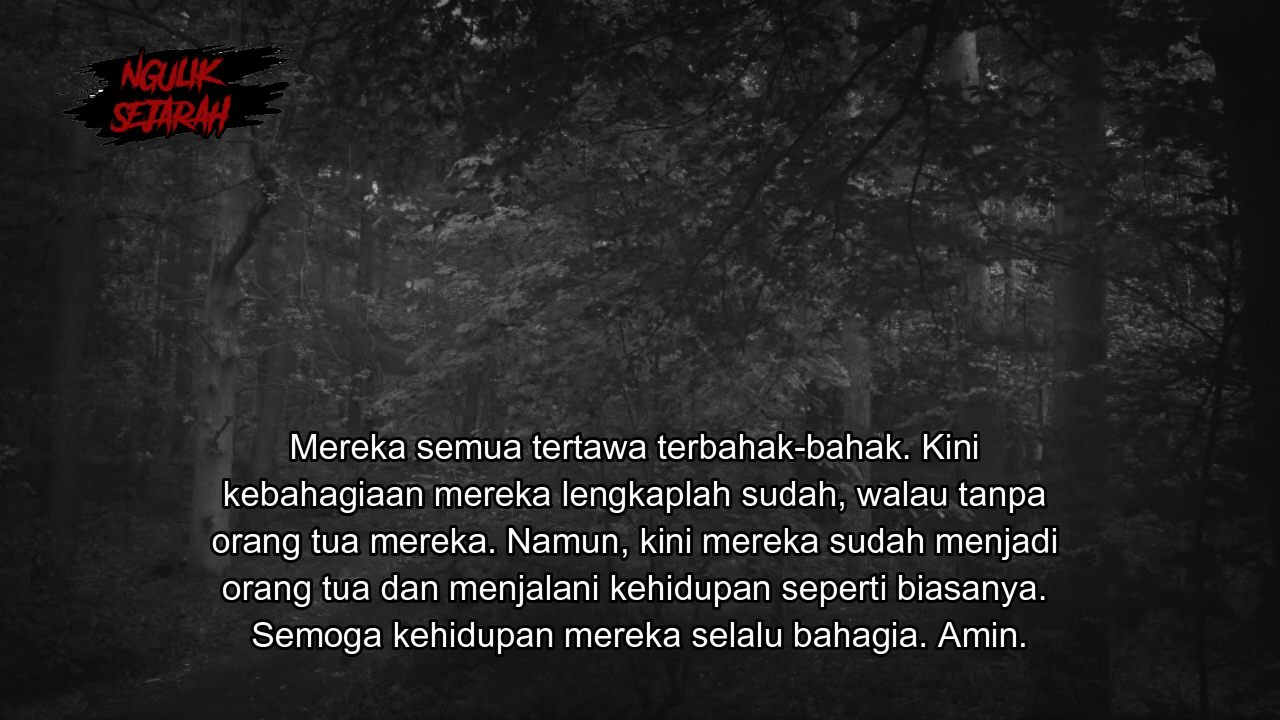 NGULIK
SEJARAH
Mereka semua tertawa terbahak-bahak. Kini
kebahagiaan mereka lengkaplah sudah, walau tanpa
orang tua mereka. Namun, kini mereka sudah menjadi
orang tua dan menjalani kehidupan seperti biasanya.
Semoga kehidupan mereka selalu bahagia. Amin.